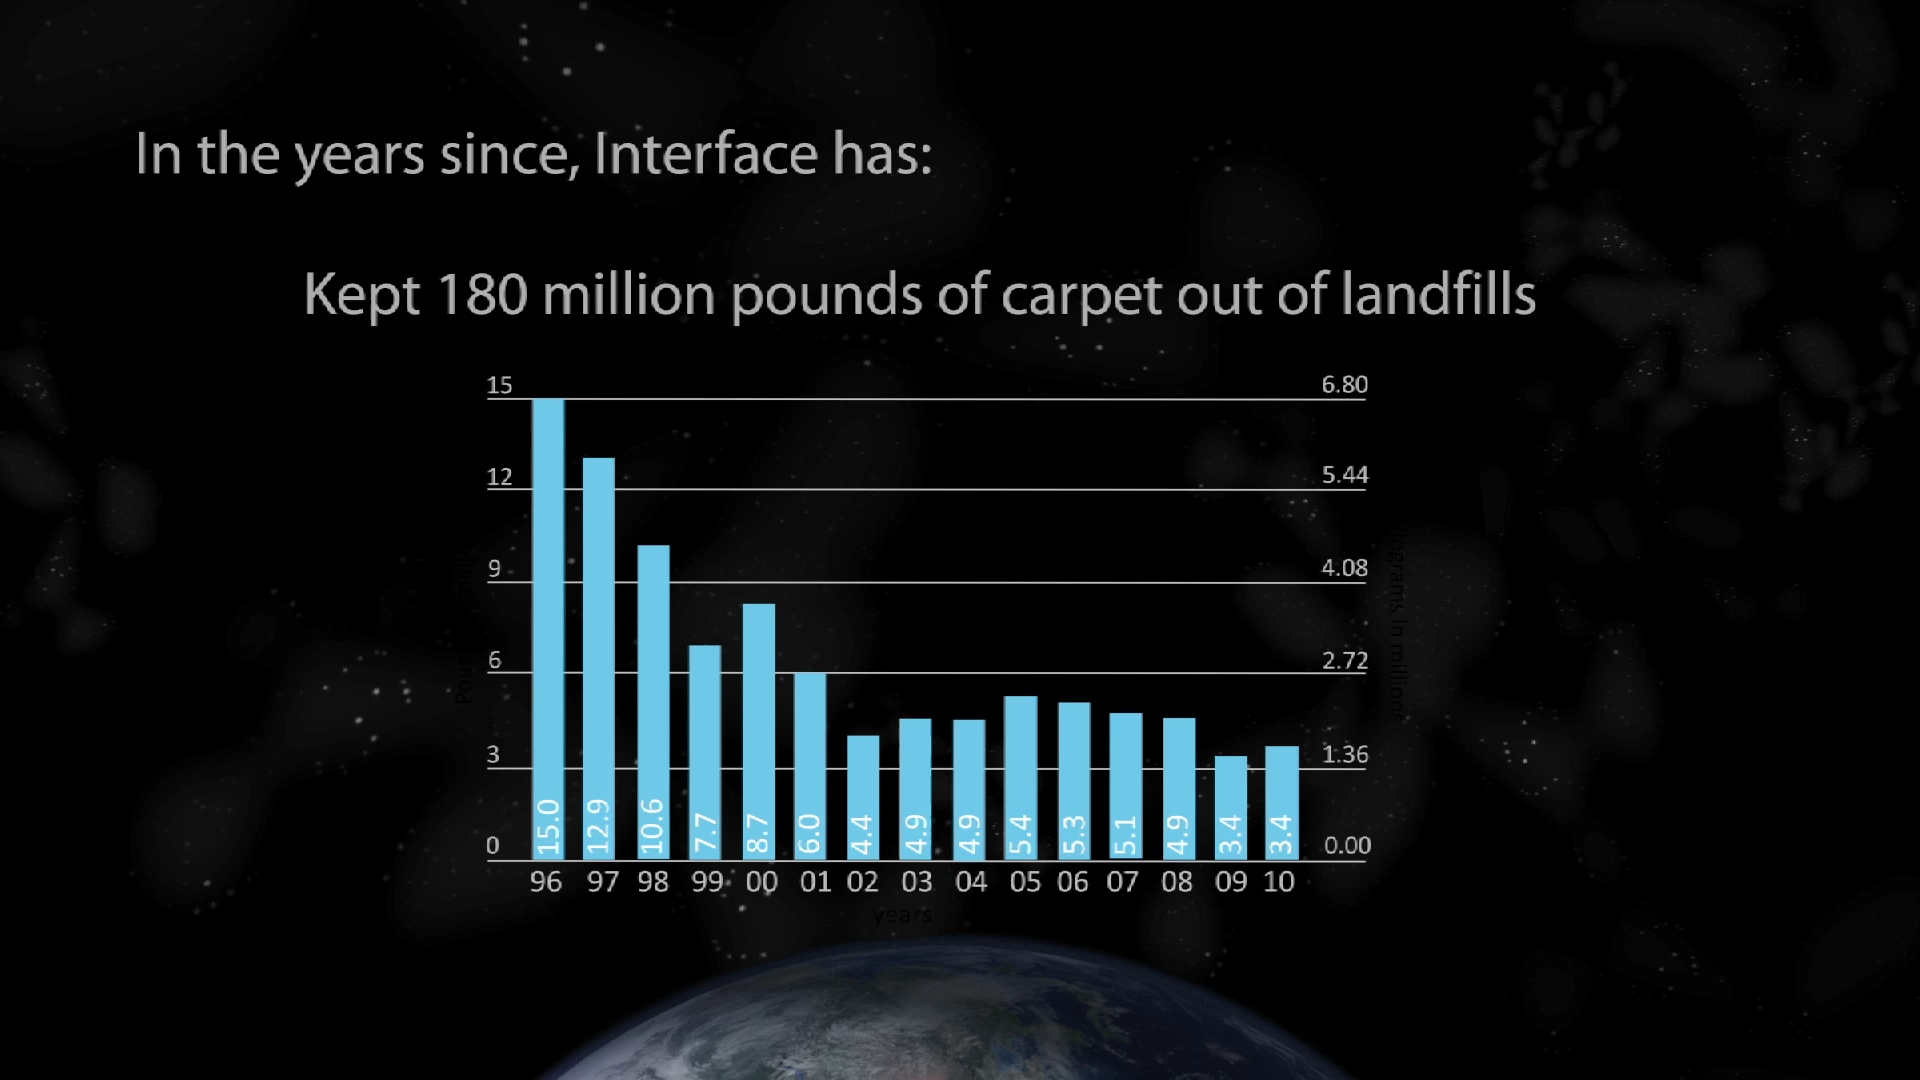 In the years since, Interface has:
Kept 180 million pounds of carpet out of landfills
15 6.80
12 5.44
9 4.08
6 2.72
3 1.36
0 0.00
15.0 12.9 10.6 7.7 8.7 6.0 4.4 4.9 4.9 5.4 5.3 5.1 4.9 3.4 3.4
96 97 98 99 00 01 02 03 04 05 06 07 08 09 10
years
in millions